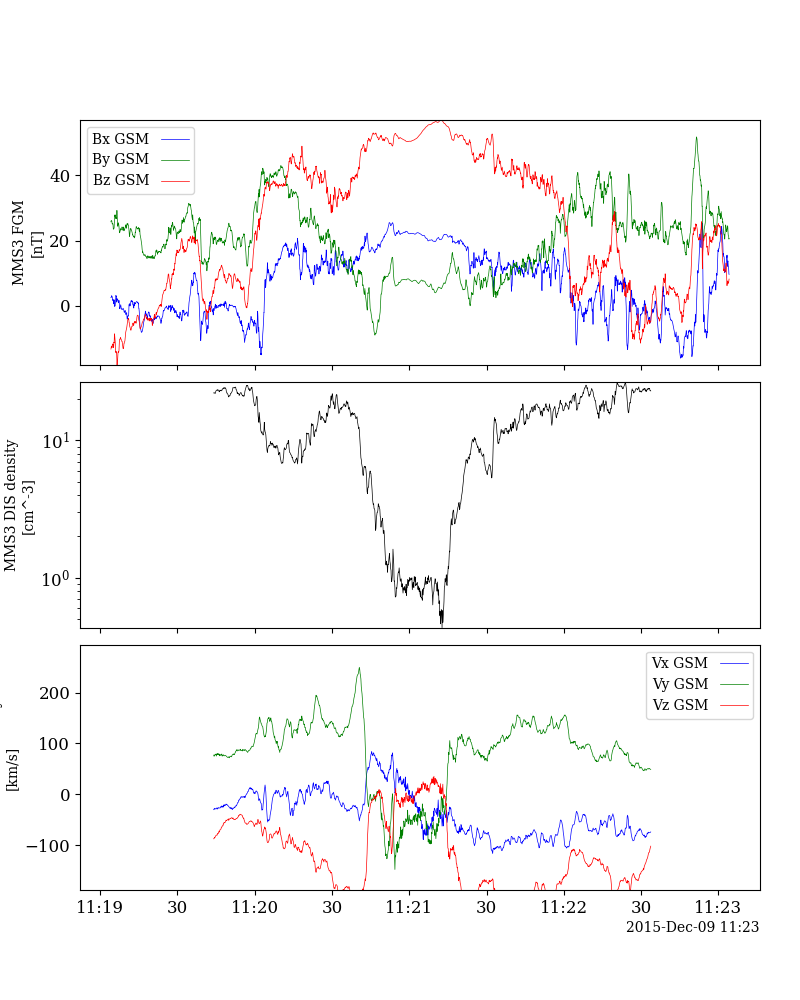 Bx GSM
By GSM
Bz GSM
MMS3 FGM
[nT]
40
20
0
MMS3 DIS density
[cm^-3]
10^1
10^0
Vx GSM
Vy GSM
Vz GSM
[km/s]
200
100
0
−100
11:19 30 11:20 30 11:21 30 11:22 30 11:23
2015-Dec-09 11:23